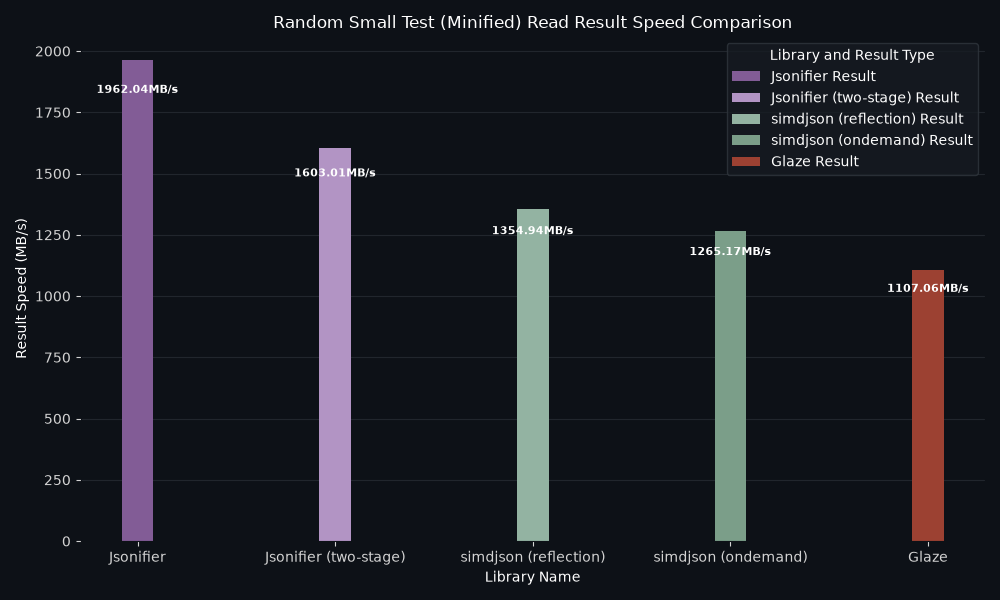 Random Small Test (Minified) Read Result Speed Comparison
Library and Result Type
Jsonifier Result
Jsonifier (two-stage) Result
simdjson (reflection) Result
simdjson (ondemand) Result
Glaze Result
Result Speed (MB/s)
2000
1750
1500
1250
1000
750
500
250
0
1962.04MB/s
1603.01MB/s
1354.94MB/s
1265.17MB/s
1107.06MB/s
Jsonifier
Jsonifier (two-stage)
simdjson (reflection)
simdjson (ondemand)
Glaze
Library Name